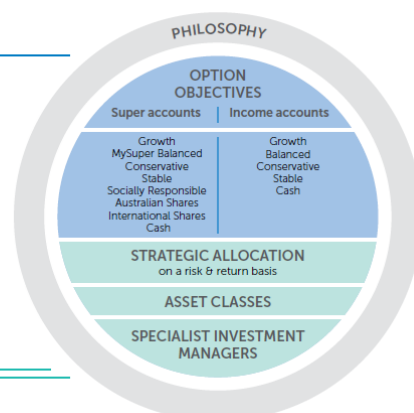 PHILOSOPHY
OPTION
OBJECTIVES
Super accounts
Income accounts
Growth
MySuper Balanced
Conservative
Stable
Socially Responsible
Australian Shares
International Shares
Cash
Growth
Balanced
Conservative
Stable
Cash
STRATEGIC ALLOCATION
on a risk & return basis
ASSET CLASSES
SPECIALIST INVESTMENT
MANAGERS